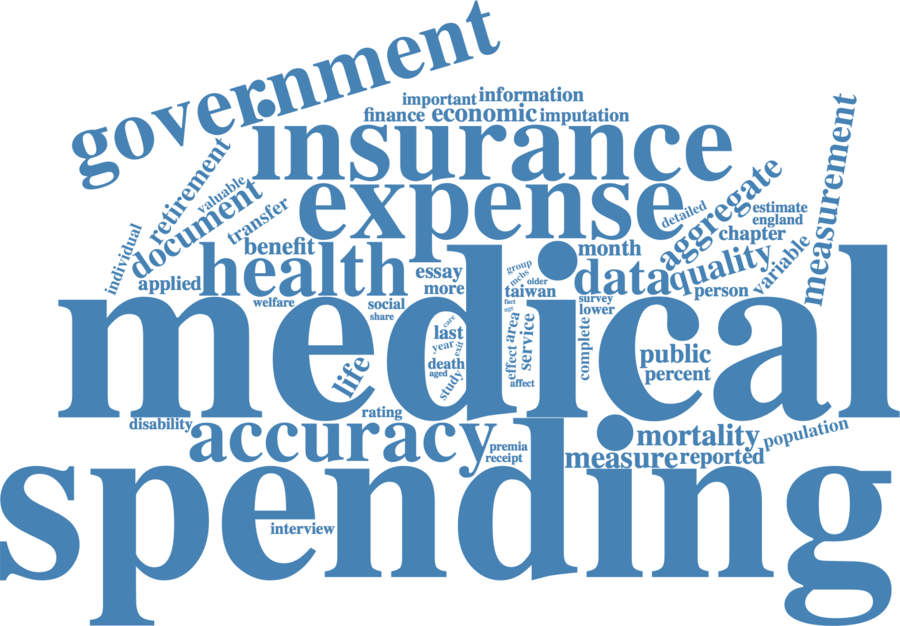 government
important information
finance economic imputation
insurance
measurement
retirement
valuable
document
transfer
expense
detailed
aggregate
estimate
england
chapter
individual
benefit
month
applied
health
essay
more
group
mcbs
older
taiwan
data
quality
variable
person
welfare
social
share
fact
age
survey
lower
medical
care
last
year
exit
death
aged
study
area
effect
service
affect
complete
public
percent
life
rating
disability
accuracy
premia
receipt
mortality
population
measure reported
spending
interview